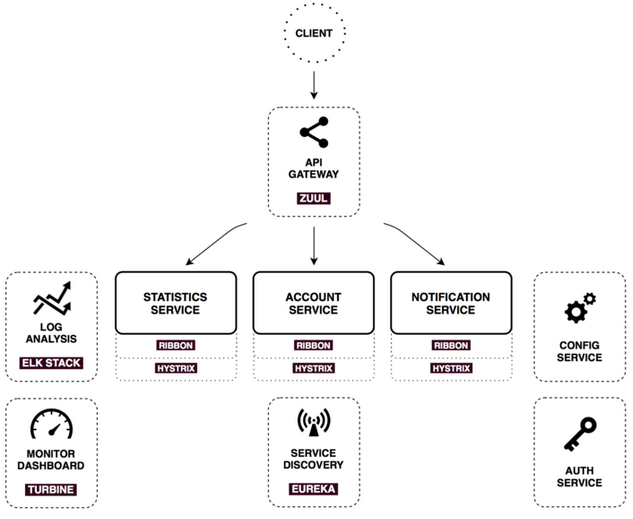 CLIENT
API
GATEWAY
ZUUL
LOG
ANALYSIS
ELK STACK
STATISTICS
SERVICE
RIBBON
HYSTRIX
ACCOUNT
SERVICE
RIBBON
HYSTRIX
NOTIFICATION
SERVICE
RIBBON
HYSTRIX
CONFIG
SERVICE
MONITOR
DASHBOARD
TURBINE
SERVICE
DISCOVERY
EUREKA
AUTH
SERVICE